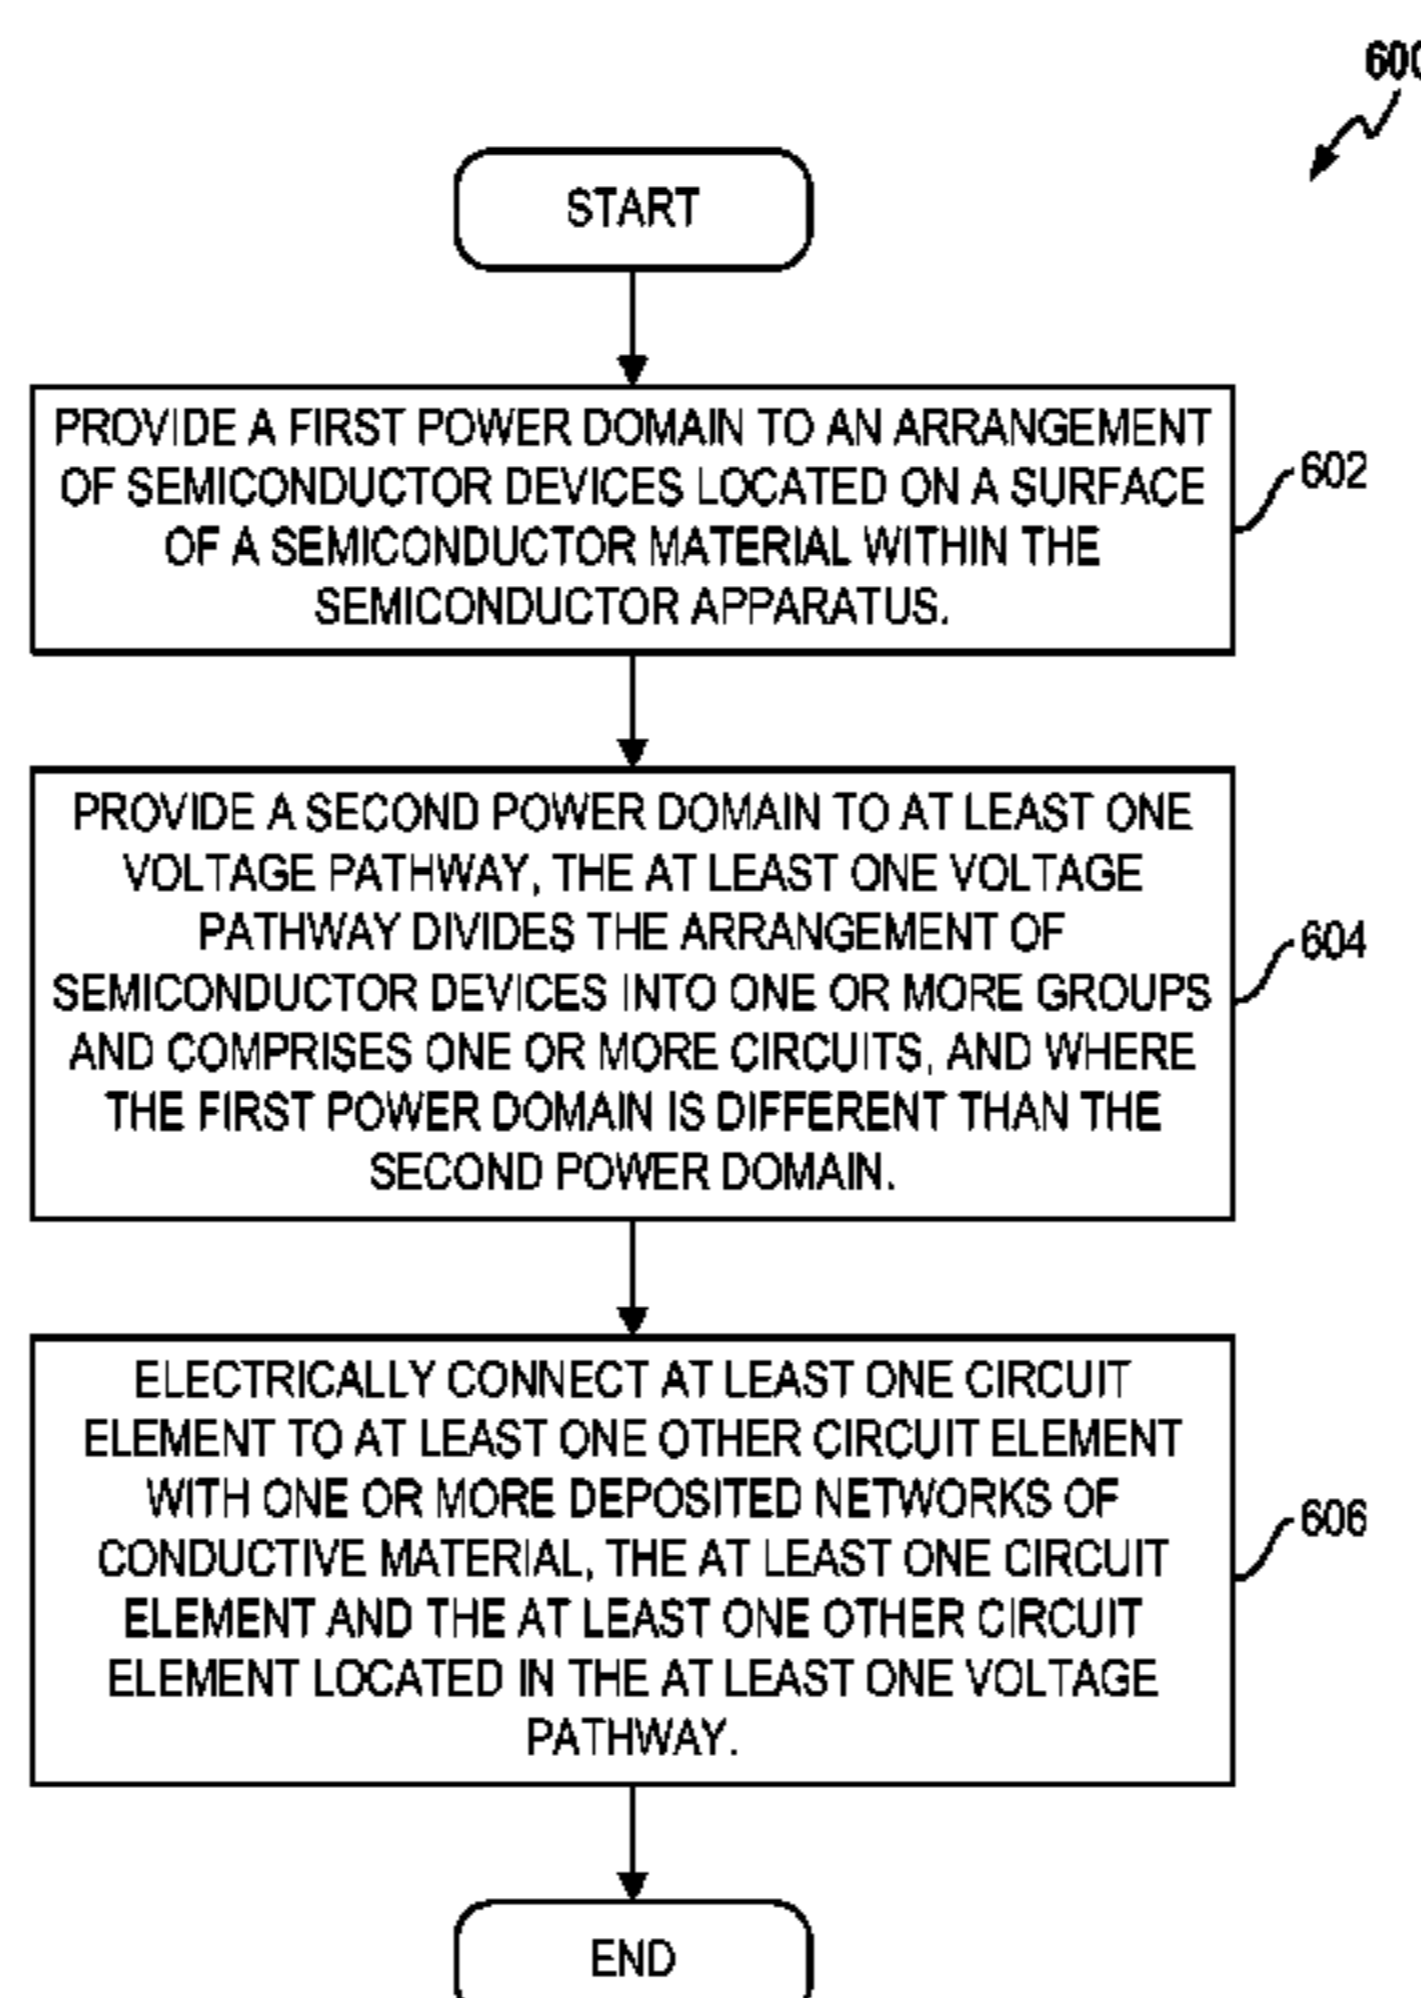 600
START
PROVIDE A FIRST POWER DOMAIN TO AN ARRANGEMENT
OF SEMICONDUCTOR DEVICES LOCATED ON A SURFACE
OF A SEMICONDUCTOR MATERIAL WITHIN THE
SEMICONDUCTOR APPARATUS.
602
PROVIDE A SECOND POWER DOMAIN TO AT LEAST ONE
VOLTAGE PATHWAY, THE AT LEAST ONE VOLTAGE
PATHWAY DIVIDES THE ARRANGEMENT OF
SEMICONDUCTOR DEVICES INTO ONE OR MORE GROUPS
AND COMPRISES ONE OR MORE CIRCUITS, AND WHERE
THE FIRST POWER DOMAIN IS DIFFERENT THAN THE
SECOND POWER DOMAIN.
604
ELECTRICALLY CONNECT AT LEAST ONE CIRCUIT
ELEMENT TO AT LEAST ONE OTHER CIRCUIT ELEMENT
WITH ONE OR MORE DEPOSITED NETWORKS OF
CONDUCTIVE MATERIAL, THE AT LEAST ONE CIRCUIT
ELEMENT AND THE AT LEAST ONE OTHER CIRCUIT
ELEMENT LOCATED IN THE AT LEAST ONE VOLTAGE
PATHWAY.
606
END